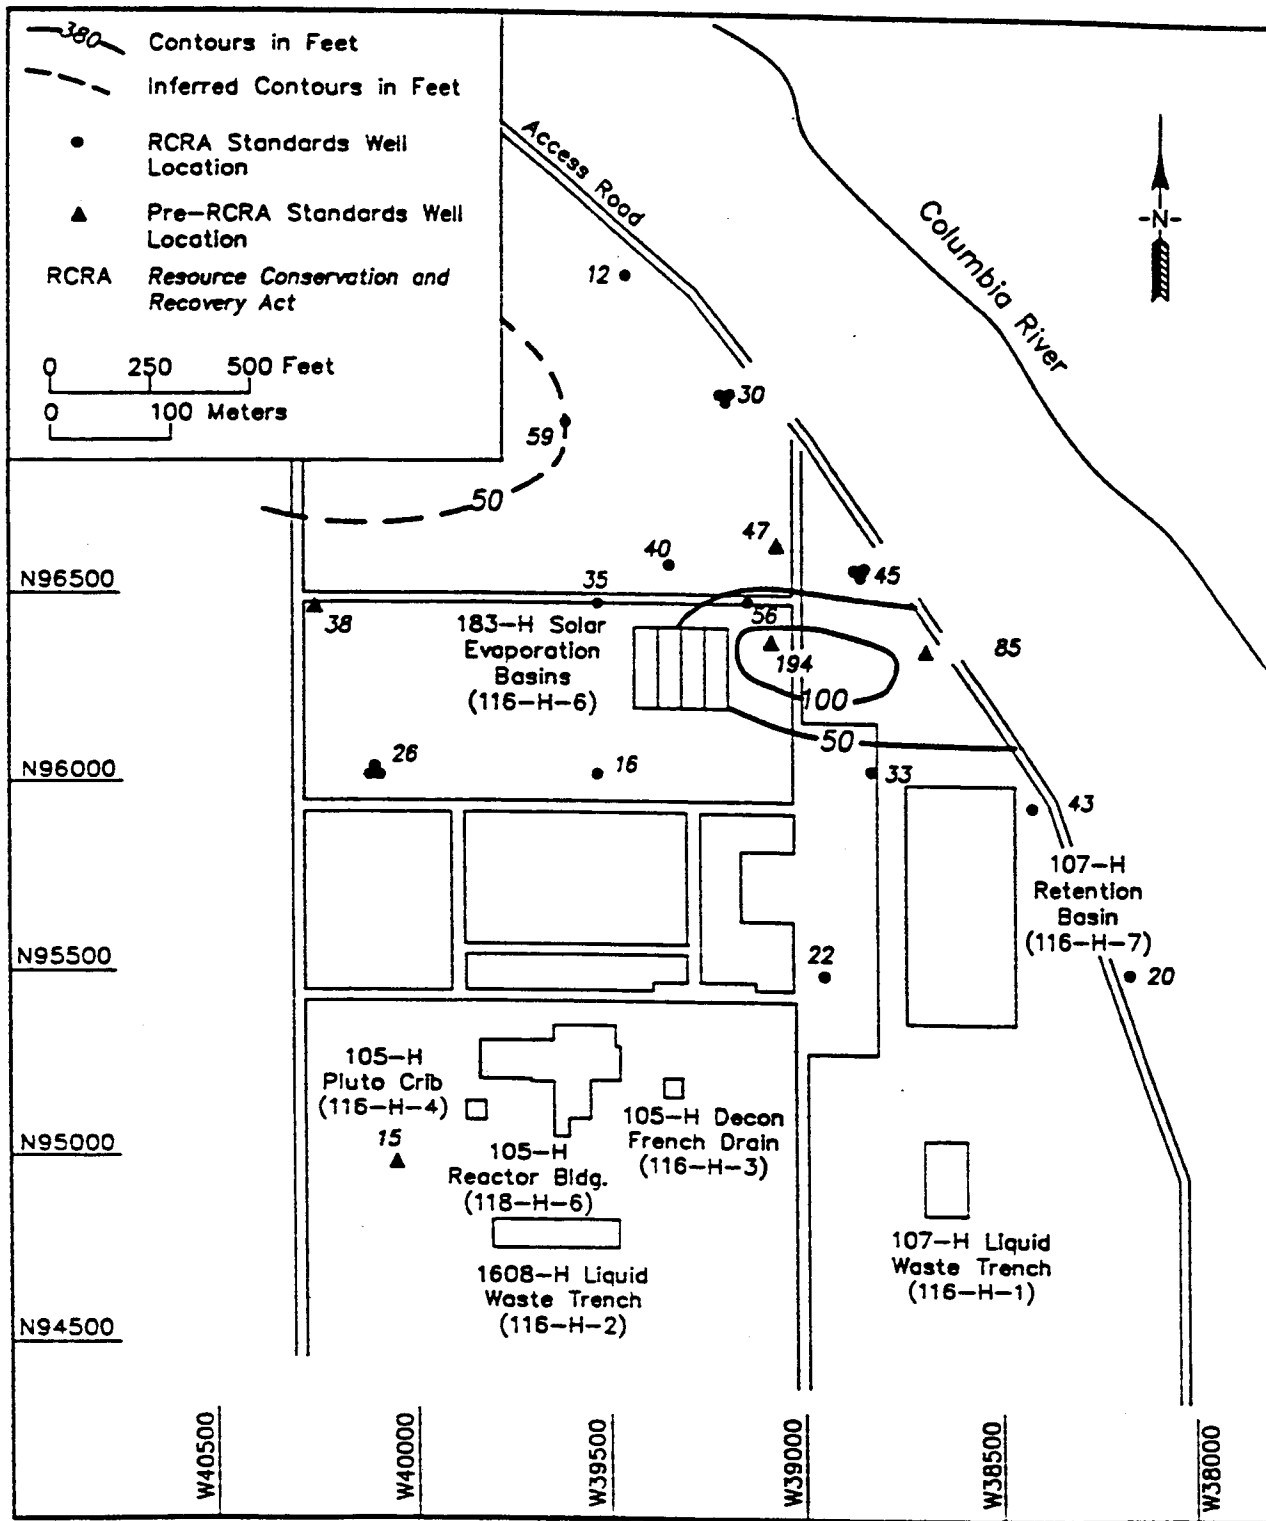 380 Contours in Feet
Inferred Contours in Feet
RCRA Standards Well
Location
Pre-RCRA Standards Well
Location
RCRA Resource Conservation and
Recovery Act
0 250 500 Feet
0 100 Meters
Access Road
Columbia River
-N-
12
30
59
50
47
40
45
N96500
35
56
38
183-H Solar
Evaporation
Basins
(116-H-6)
194
85
100
50
26
16
33
N96000
43
107-H
Retention
Basin
(116-H-7)
22
20
N95500
105-H
Pluto Crib
(116-H-4)
105-H Decon
French Drain
(116-H-3)
15
N95000
105-H
Reactor Bldg.
(118-H-6)
107-H Liquid
Waste Trench
(116-H-1)
1608-H Liquid
Waste Trench
(116-H-2)
N94500
W40500
W40000
W39500
W39000
W38500
W38000